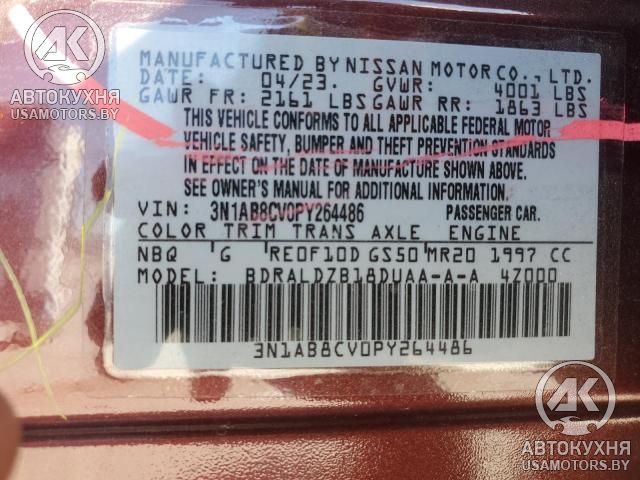 MANUFACTURED BY NISSAN MOTOR CO., LTD.
DATE: 04/23. GVWR: 4001 LBS
GAWR FR: 2161 LBS GAWR RR: 1863 LBS
THIS VEHICLE CONFORMS TO ALL APPLICABLE FEDERAL MOTOR
VEHICLE SAFETY, BUMPER AND THEFT PREVENTION STANDARDS
IN EFFECT ON THE DATE OF MANUFACTURE SHOWN ABOVE.
SEE OWNER'S MANUAL FOR ADDITIONAL INFORMATION.
VIN: 3N1AB8CV0PY264486 PASSENGER CAR.
COLOR TRIM TRANS AXLE ENGINE
NBQ G RE0F10D GS50 MR20 1997 CC
MODEL: BDRALDZB18DUAA-A-A 4Z000
3N1AB8CV0PY264486
АК
АВТОКУХНЯ
USAMOTORS.BY
АК
АВТОКУХНЯ
USAMOTORS.BY